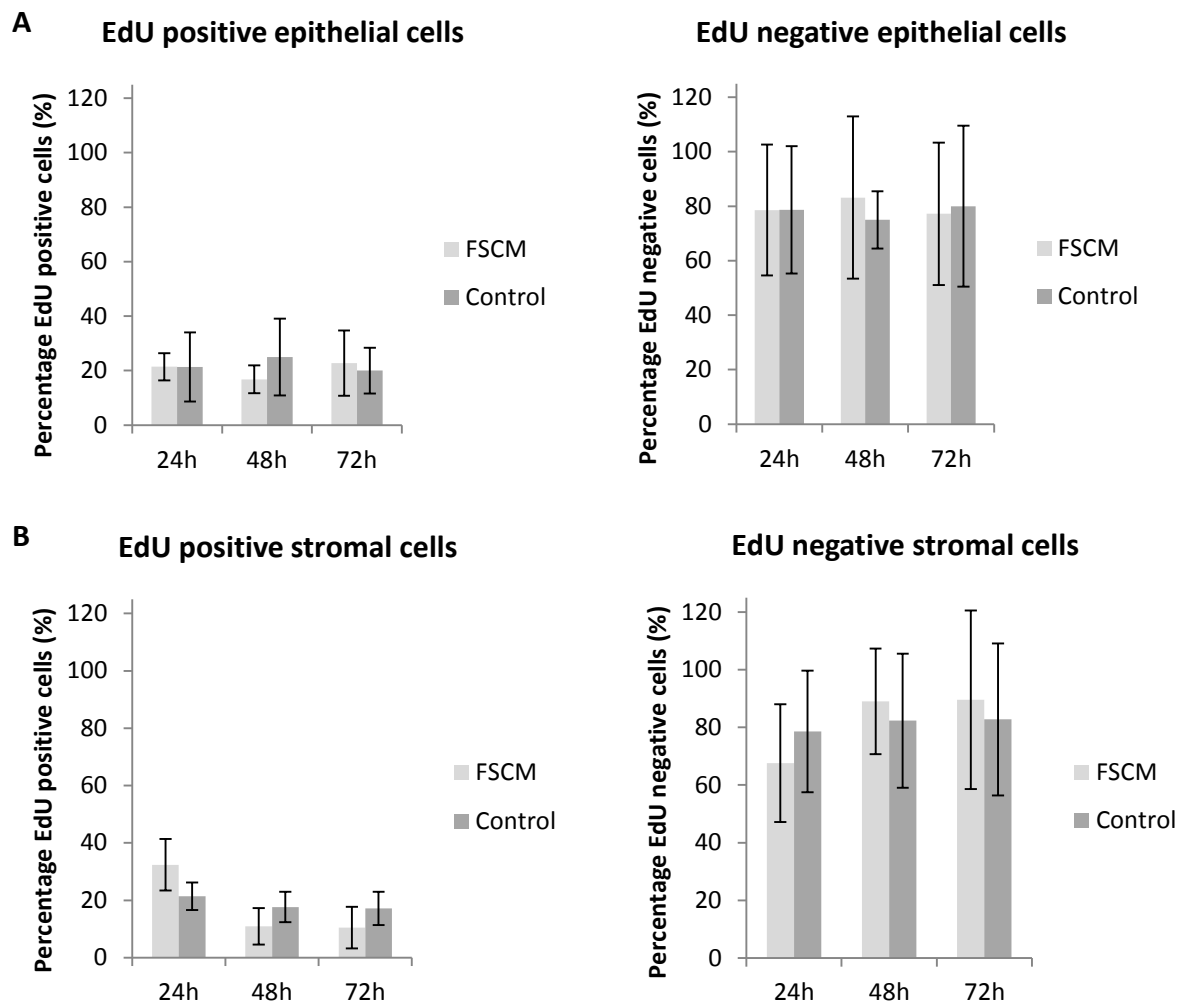 A
EdU positive epithelial cells
Percentage EdU positive cells (%)
120
100
80
60
40
20
0
24h 48h 72h
FSCM
Control
EdU negative epithelial cells
Percentage EdU negative cells (%)
120
100
80
60
40
20
0
24h 48h 72h
FSCM
Control
B
EdU positive stromal cells
Percentage EdU positive cells (%)
120
100
80
60
40
20
0
24h 48h 72h
FSCM
Control
EdU negative stromal cells
Percentage EdU negative cells (%)
120
100
80
60
40
20
0
24h 48h 72h
FSCM
Control